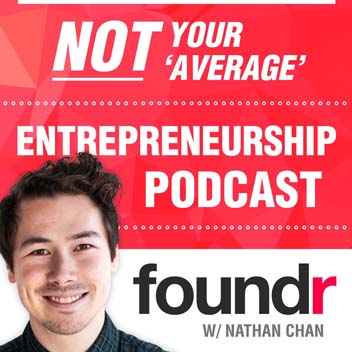 NOT YOUR
'AVERAGE'
ENTREPRENEURSHIP
PODCAST
foundr
W/ NATHAN CHAN